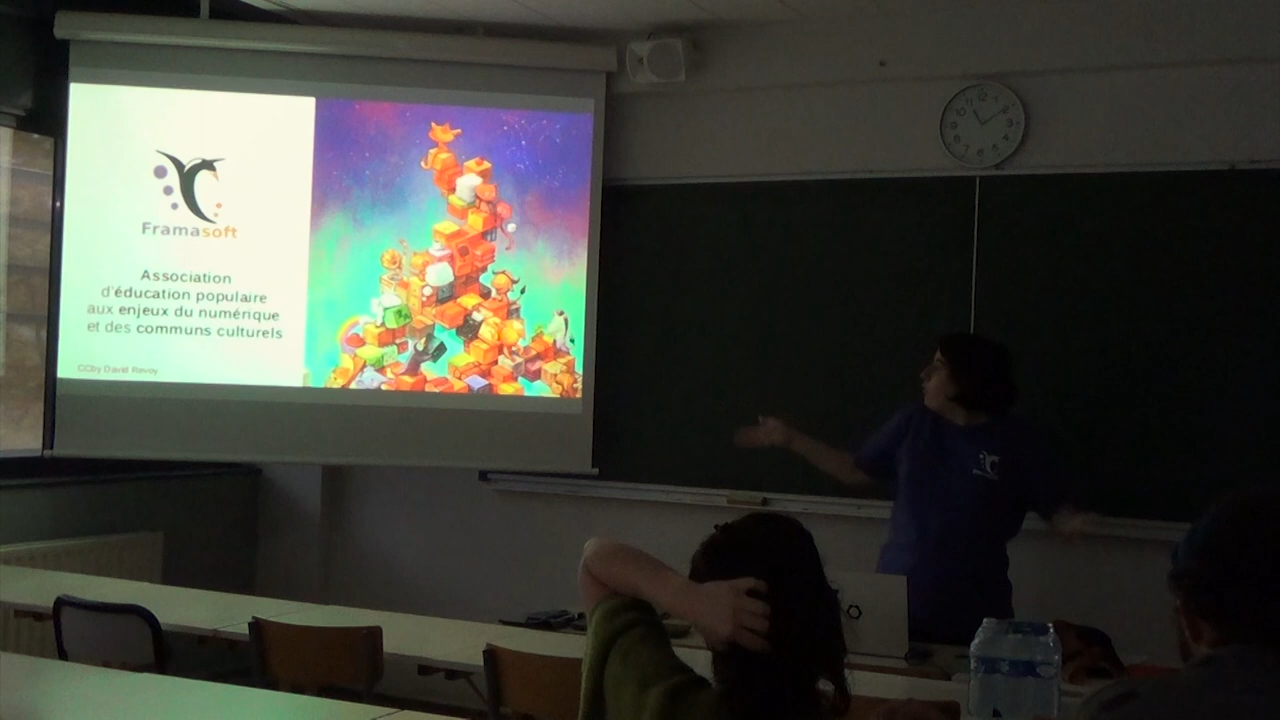 Framasoft
Association
d'éducation populaire
aux enjeux du numérique
et des communs culturels
CCby David Revoy